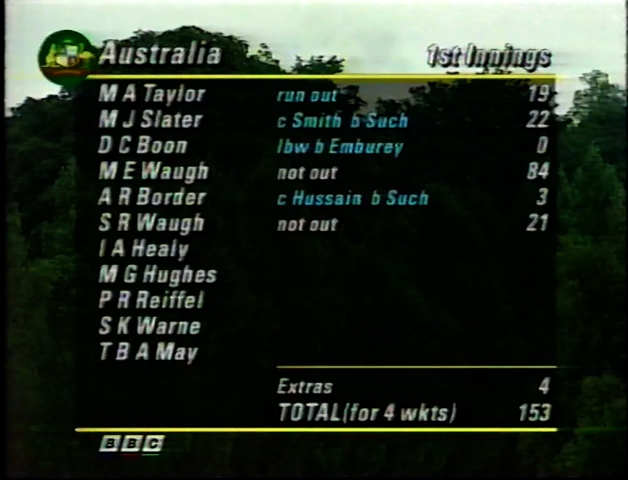 Australia 1st Innings
M A Taylor run out 19
M J Slater c Smith b Such 22
D C Boon lbw b Emburey 0
M E Waugh not out 84
A R Border c Hussain b Such 3
S R Waugh not out 21
I A Healy
M G Hughes
P R Reiffel
S K Warne
T B A May
Extras 4
TOTAL (for 4 wkts) 153
BBC